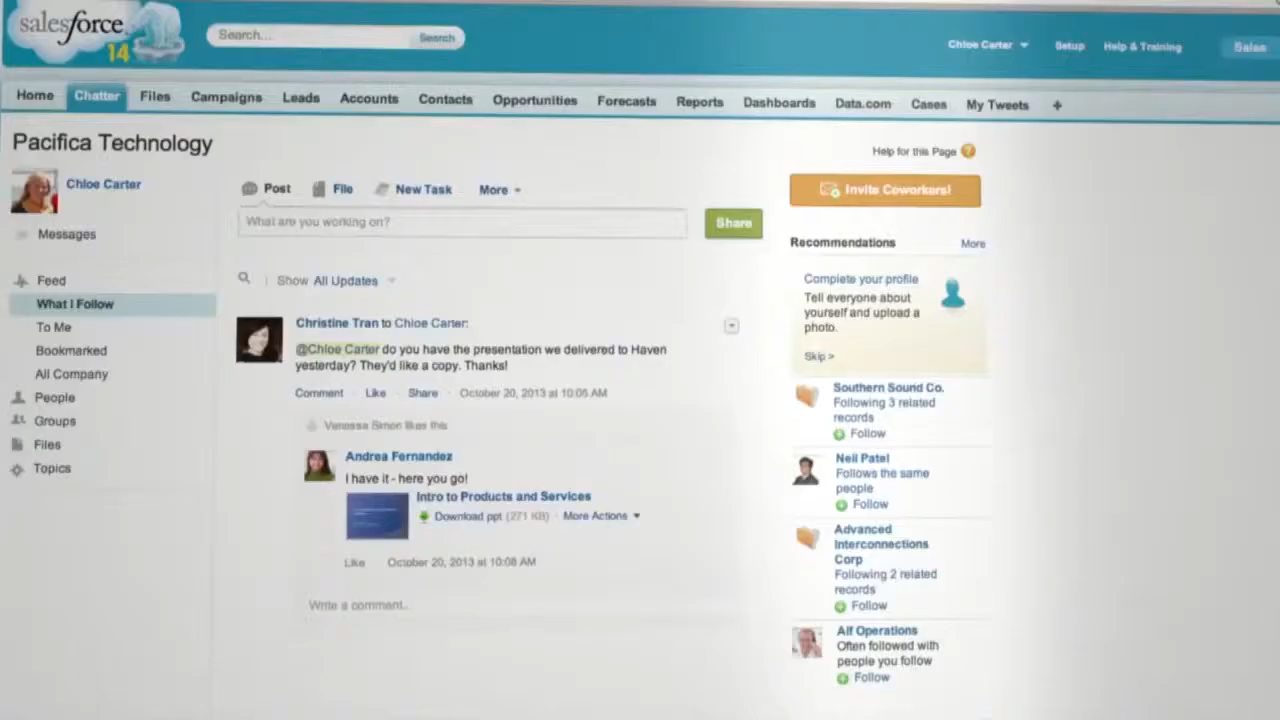 salesforce
14
Search...
Search
Chloe Carter
Setup
Help & Training
Sales
Home
Chatter
Files
Campaigns
Leads
Accounts
Contacts
Opportunities
Forecasts
Reports
Dashboards
Data.com
Cases
My Tweets
+
Pacifica Technology
Help for this Page ?
Chloe Carter
Messages
Feed
What I Follow
To Me
Bookmarked
All Company
People
Groups
Files
Topics
Post
File
New Task
More
What are you working on?
Share
Show All Updates
Christine Tran to Chloe Carter:
@Chloe Carter do you have the presentation we delivered to Haven
yesterday? They'd like a copy. Thanks!
Comment · Like · Share · October 20, 2013 at 10:05 AM
Vanessa Simon likes this
Andrea Fernandez
I have it - here you go!
Intro to Products and Services
Download ppt (271 KB) · More Actions
Like
October 20, 2013 at 10:08 AM
Write a comment...
Invite Coworkers!
Recommendations
More
Complete your profile
Tell everyone about
yourself and upload a
photo.
Skip >
Southern Sound Co.
Following 3 related
records
Follow
Neil Patel
Follows the same
people
Follow
Advanced
Interconnections
Corp
Following 2 related
records
Follow
Alf Operations
Often followed with
people you follow
Follow